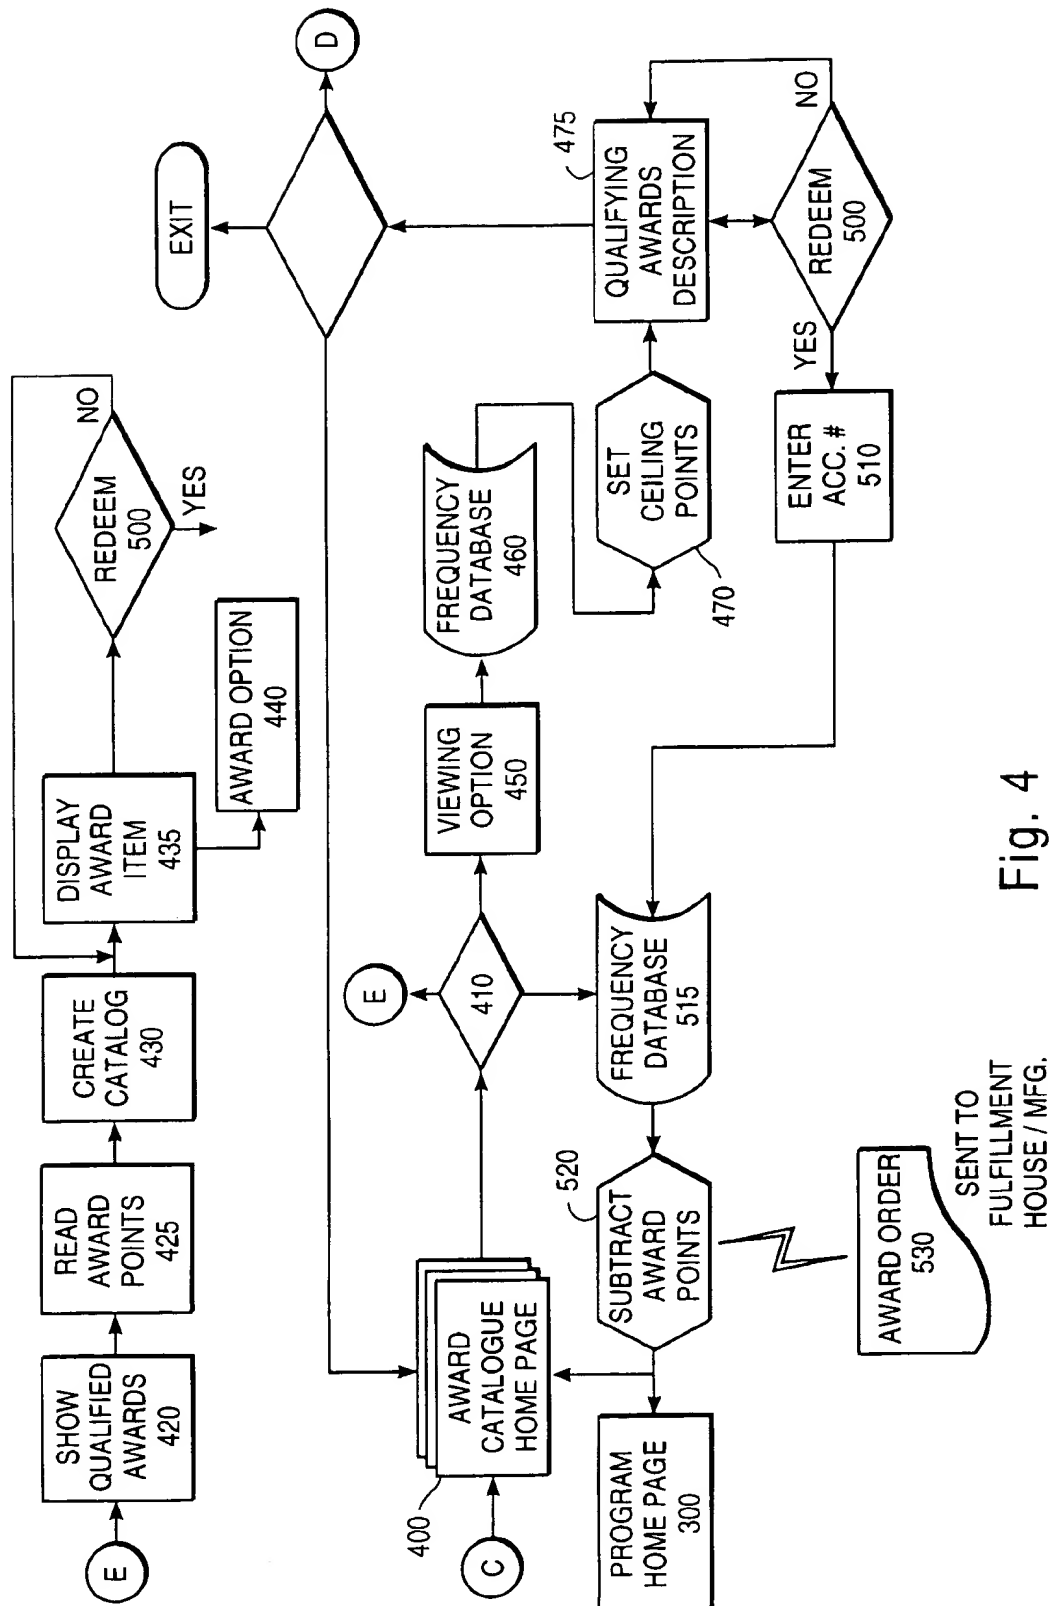 E
SHOW
QUALIFIED
AWARDS
420
READ
AWARD
POINTS
425
CREATE
CATALOG
430
DISPLAY
AWARD
ITEM
435
AWARD OPTION
440
REDEEM
500
NO
YES
EXIT
D
C
400
AWARD
CATALOGUE
HOME PAGE
410
E
VIEWING
OPTION
450
FREQUENCY
DATABASE
460
SET
CEILING
POINTS
470
QUALIFYING
AWARDS
DESCRIPTION
475
REDEEM
500
NO
YES
ENTER
ACC. #
510
FREQUENCY
DATABASE
515
SUBTRACT
AWARD
POINTS
520
PROGRAM
HOME PAGE
300
AWARD ORDER
530
SENT TO
FULFILLMENT
HOUSE / MFG.
Fig. 4